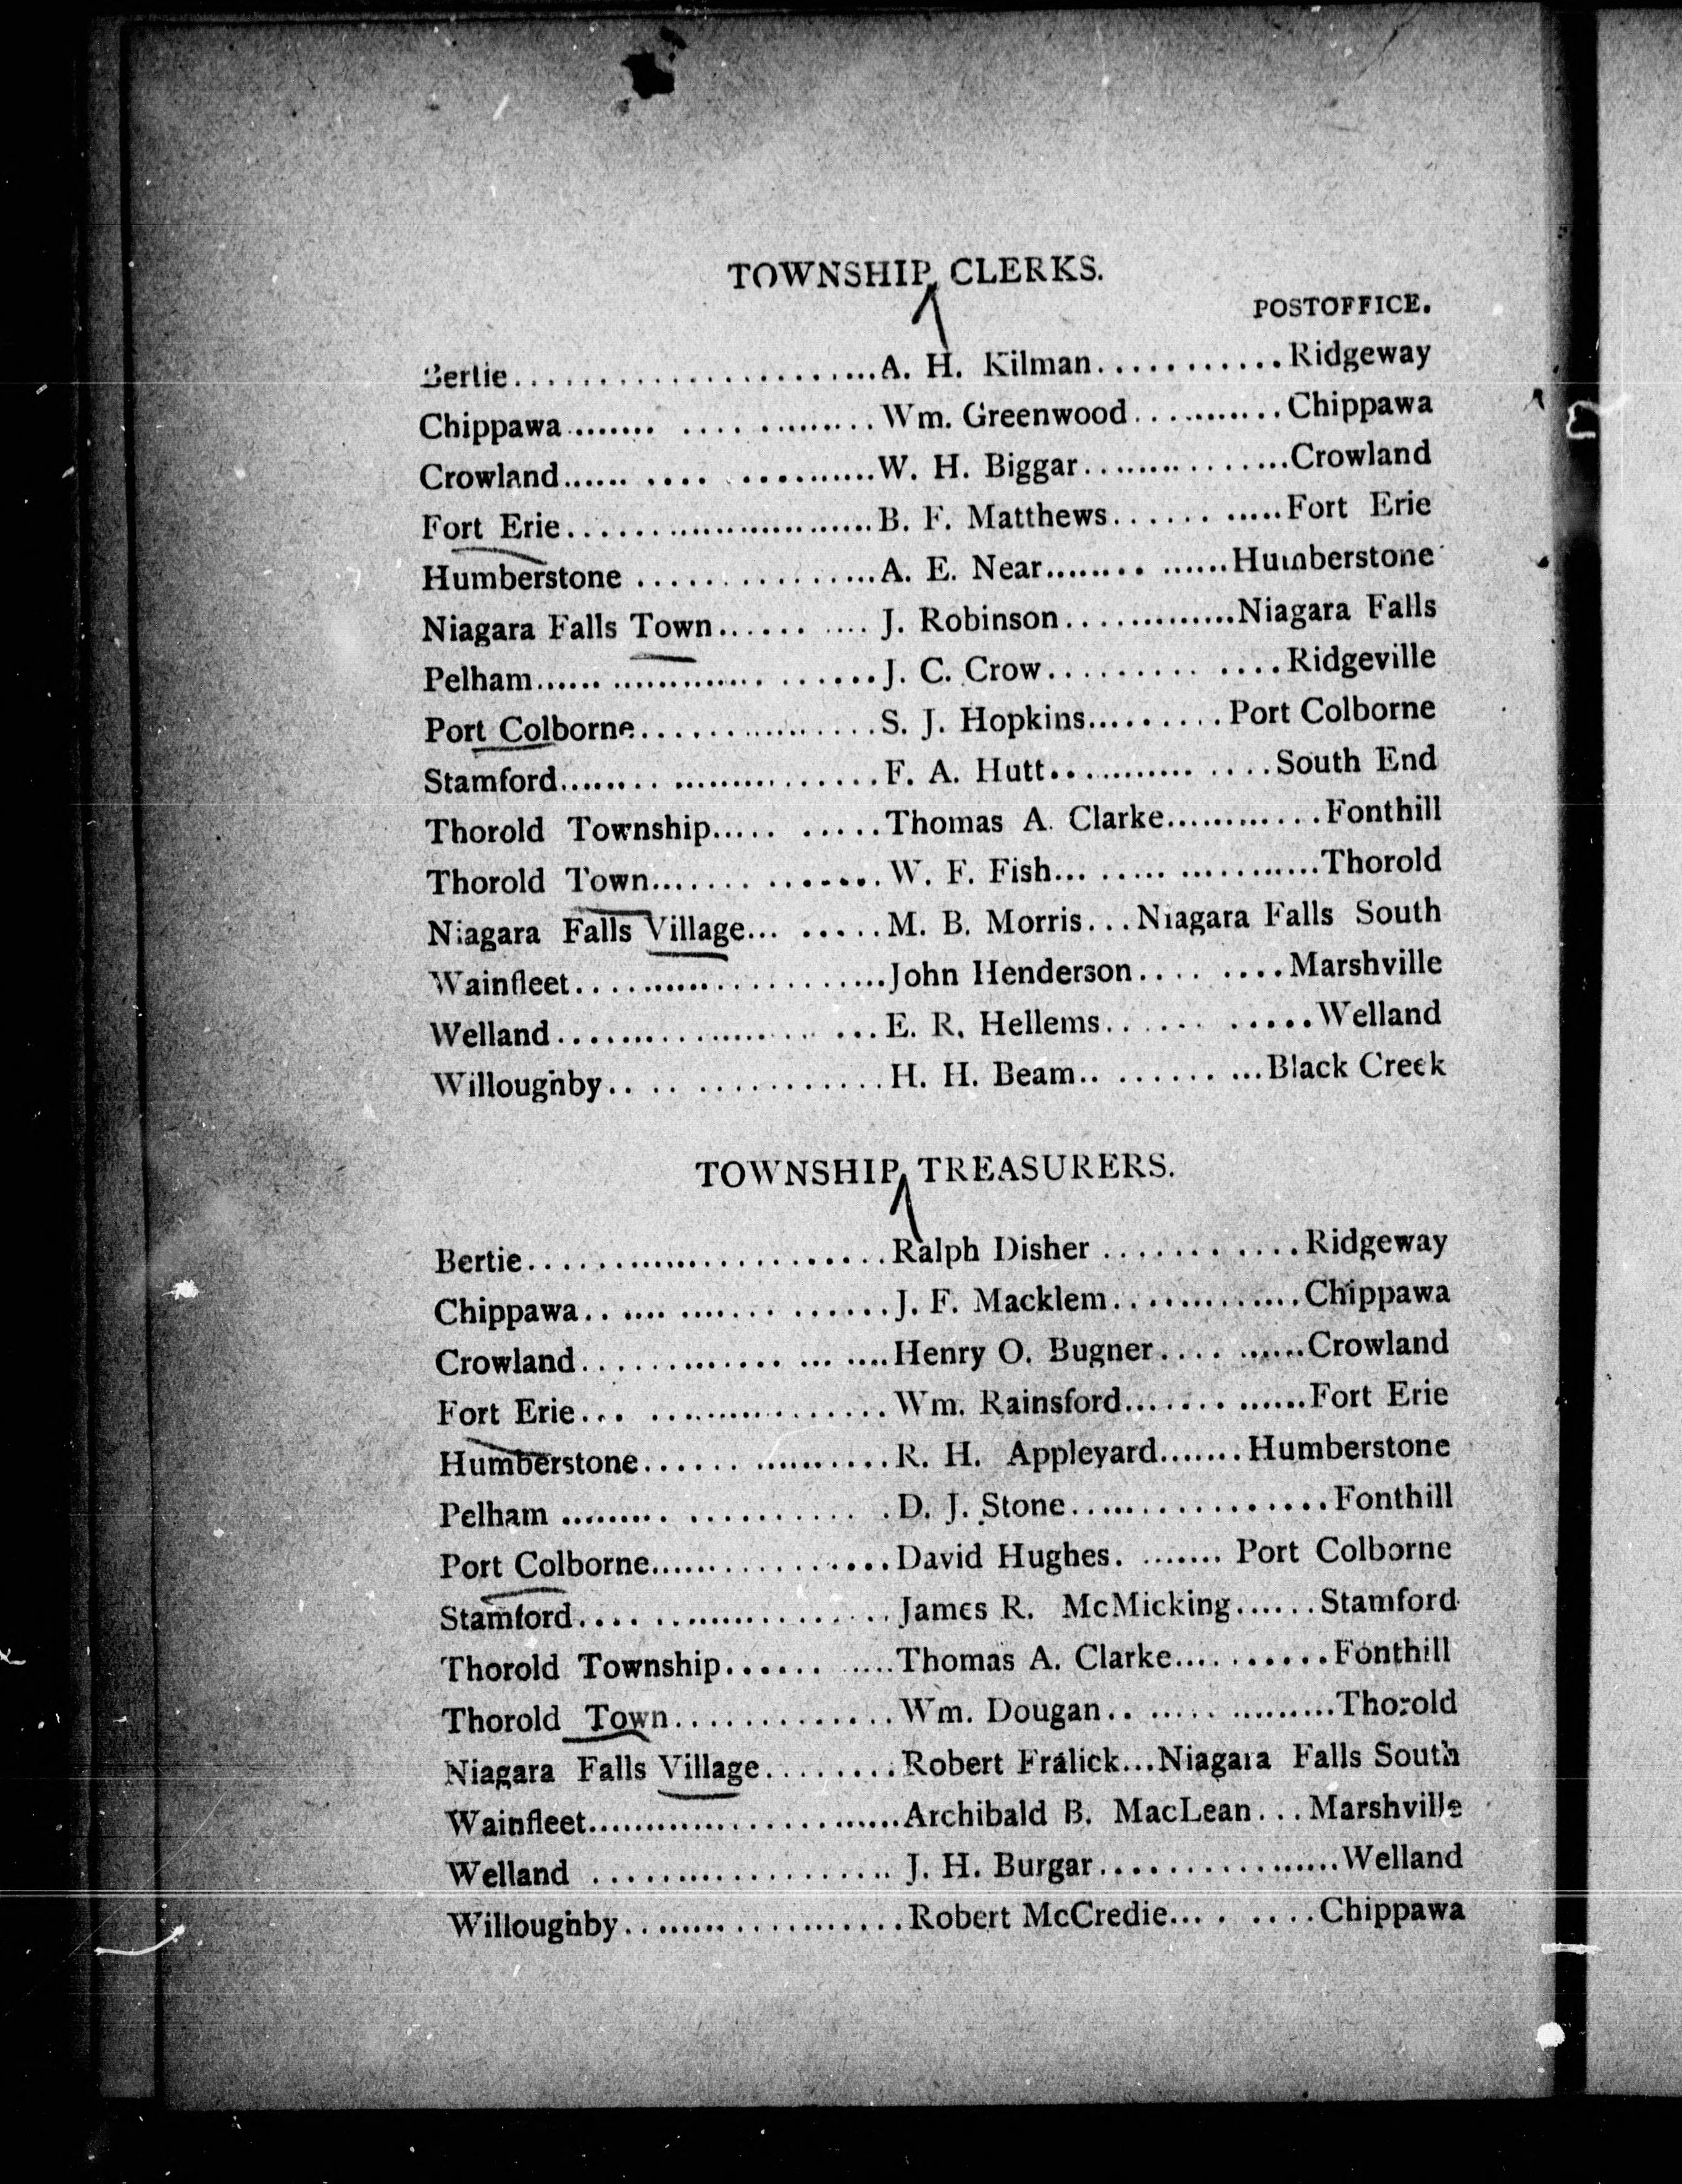 TOWNSHIP CLERKS.
POSTOFFICE.
Bertie......................A. H. Kilman...........Ridgeway
Chippawa....... .... ........Wm. Greenwood...........Chippawa
Crowland...... .... ..........W. H. Biggar..............Crowland
Fort Erie......................B. F. Matthews...... .....Fort Erie
Humberstone .................A. E. Near........ ......Humberstone
Niagara Falls Town...... .... J. Robinson.............Niagara Falls
Pelham...... ............. ......J. C. Crow......... ....Ridgeville
Port Colborne.................S. J. Hopkins......... Port Colborne
Stamford........ .................F. A. Hutt............ ....South End
Thorold Township..... .....Thomas A. Clarke...........Fonthill
Thorold Town....... ........W. F. Fish... ..... ..........Thorold
Niagara Falls Village... .....M. B. Morris...Niagara Falls South
Wainfleet......................John Henderson.... ....Marshville
Welland................... ...E. R. Hellems...... .....Welland
Willoughby.. .. .............H. H. Beam.. ....... ...Black Creek
TOWNSHIP TREASURERS.
Bertie.........................Ralph Disher ....... ....Ridgeway
Chippawa.. .... ....... ......J. F. Macklem.............Chippawa
Crowland.............. ... ....Henry O. Bugner.... ......Crowland
Fort Erie... .................Wm. Rainsford....... ......Fort Erie
Humberstone...... ..........R. H. Appleyard.......Humberstone
Pelham ......... .......... .D. J. Stone..................Fonthill
Port Colborne.................David Hughes. ....... Port Colborne
Stamford.... ................James R. McMicking......Stamford
Thorold Township...... ....Thomas A. Clarke..........Fonthill
Thorold Town..............Wm. Dougan.. ..... .........Thorold
Niagara Falls Village........Robert Fralick...Niagara Falls South
Wainfleet......................Archibald B. MacLean...Marshville
Welland .................... J. H. Burgar.................Welland
Willoughby....................Robert McCredie... . ....Chippawa